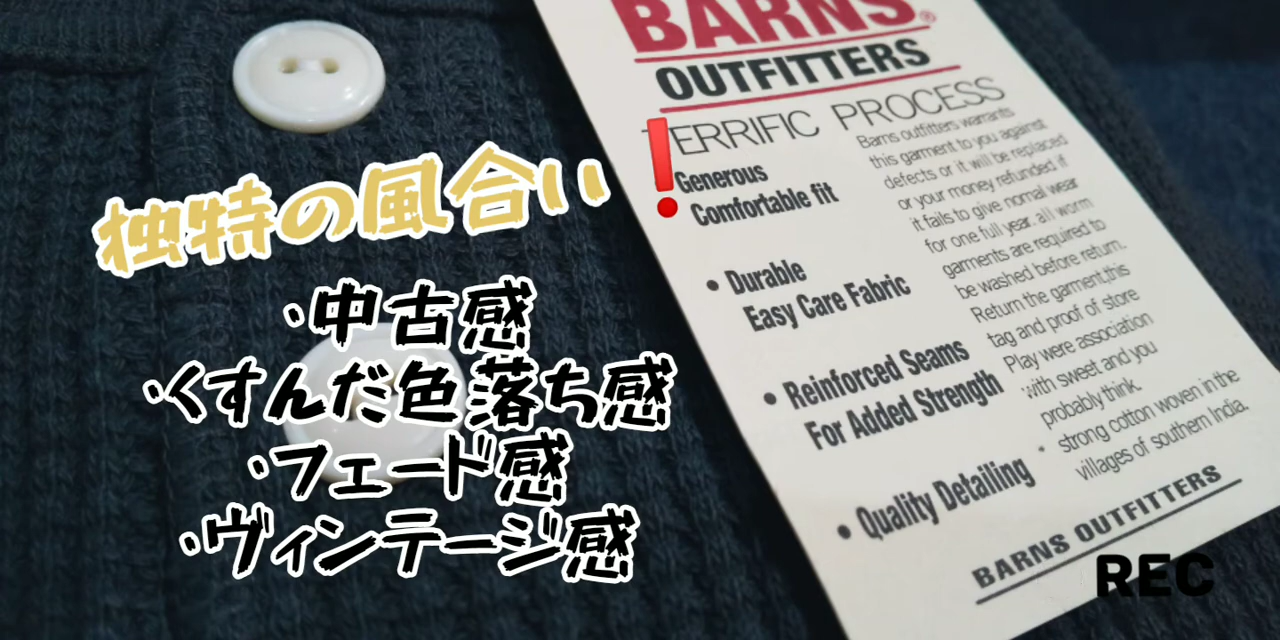 独特の風合い
・中古感
・くすんだ色落ち感
・フェード感
・ヴィンテージ感
BARNS®
OUTFITTERS
TERRIFIC PROCESS
❗Generous
Comfortable fit
• Durable
Easy Care Fabric
• Reinforced Seams
For Added Strength
• Quality Detailing
Barns outfitters warrants
this garment to you against
defects or it will be replaced
or your money refunded if
it fails to give normal wear
for one full year. all worm
garments are required to
be washed before return.
Return the garment,this
tag and proof of store
Play were association
with sweet and you
probably think.
• strong cotton woven in the
villages of southern India.
BARNS OUTFITTERS
REC